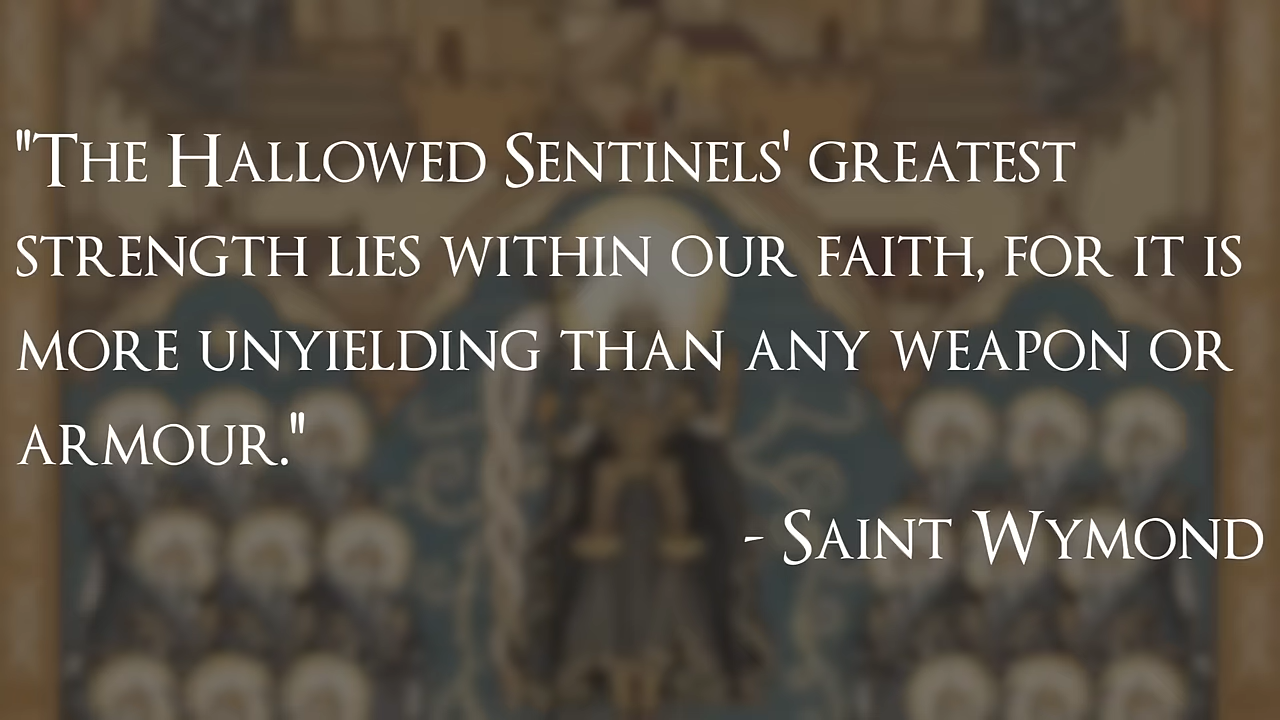 "The Hallowed Sentinels' greatest
strength lies within our faith, for it is
more unyielding than any weapon or
armour."
- Saint Wymond